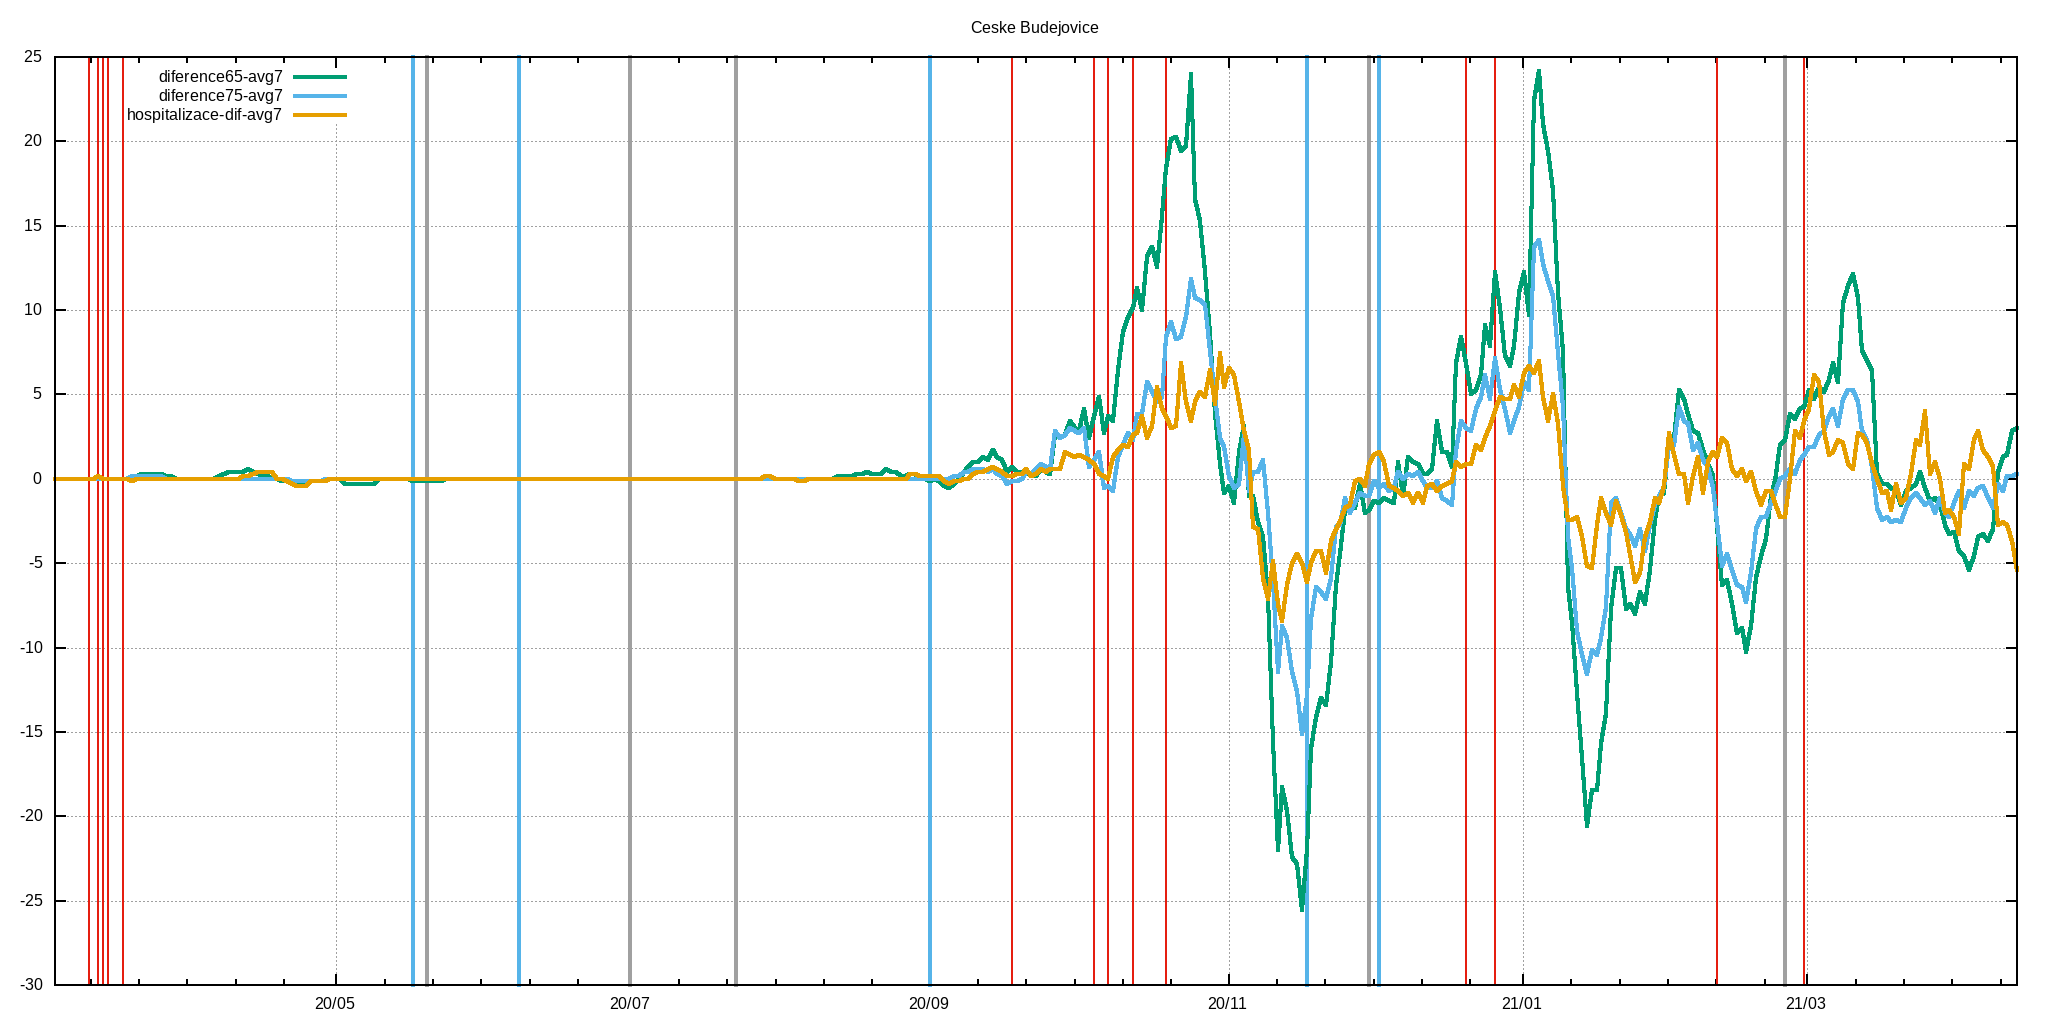 Ceske Budejovice
diference65-avg7
diference75-avg7
hospitalizace-dif-avg7
25
20
15
10
5
0
-5
-10
-15
-20
-25
-30
20/05 20/07 20/09 20/11 21/01 21/03